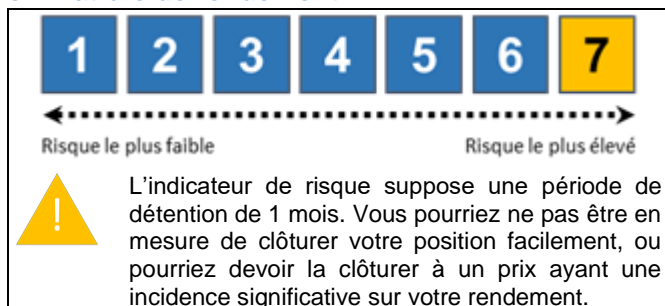 1 2 3 4 5 6 7
Risque le plus faible Risque le plus élevé
!
L'indicateur de risque suppose une période de
détention de 1 mois. Vous pourriez ne pas être en
mesure de clôturer votre position facilement, ou
pourriez devoir la clôturer à un prix ayant une
incidence significative sur votre rendement.